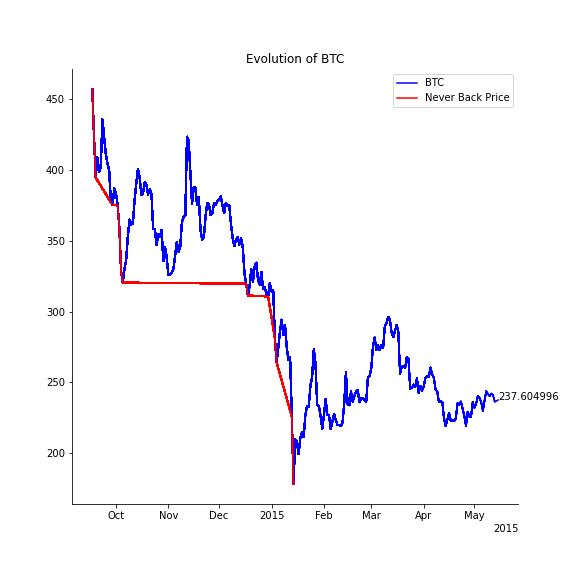 Evolution of BTC
BTC
Never Back Price
450
400
350
300
250
200
237.604996
Oct
Nov
Dec
2015
Feb
Mar
Apr
May
2015